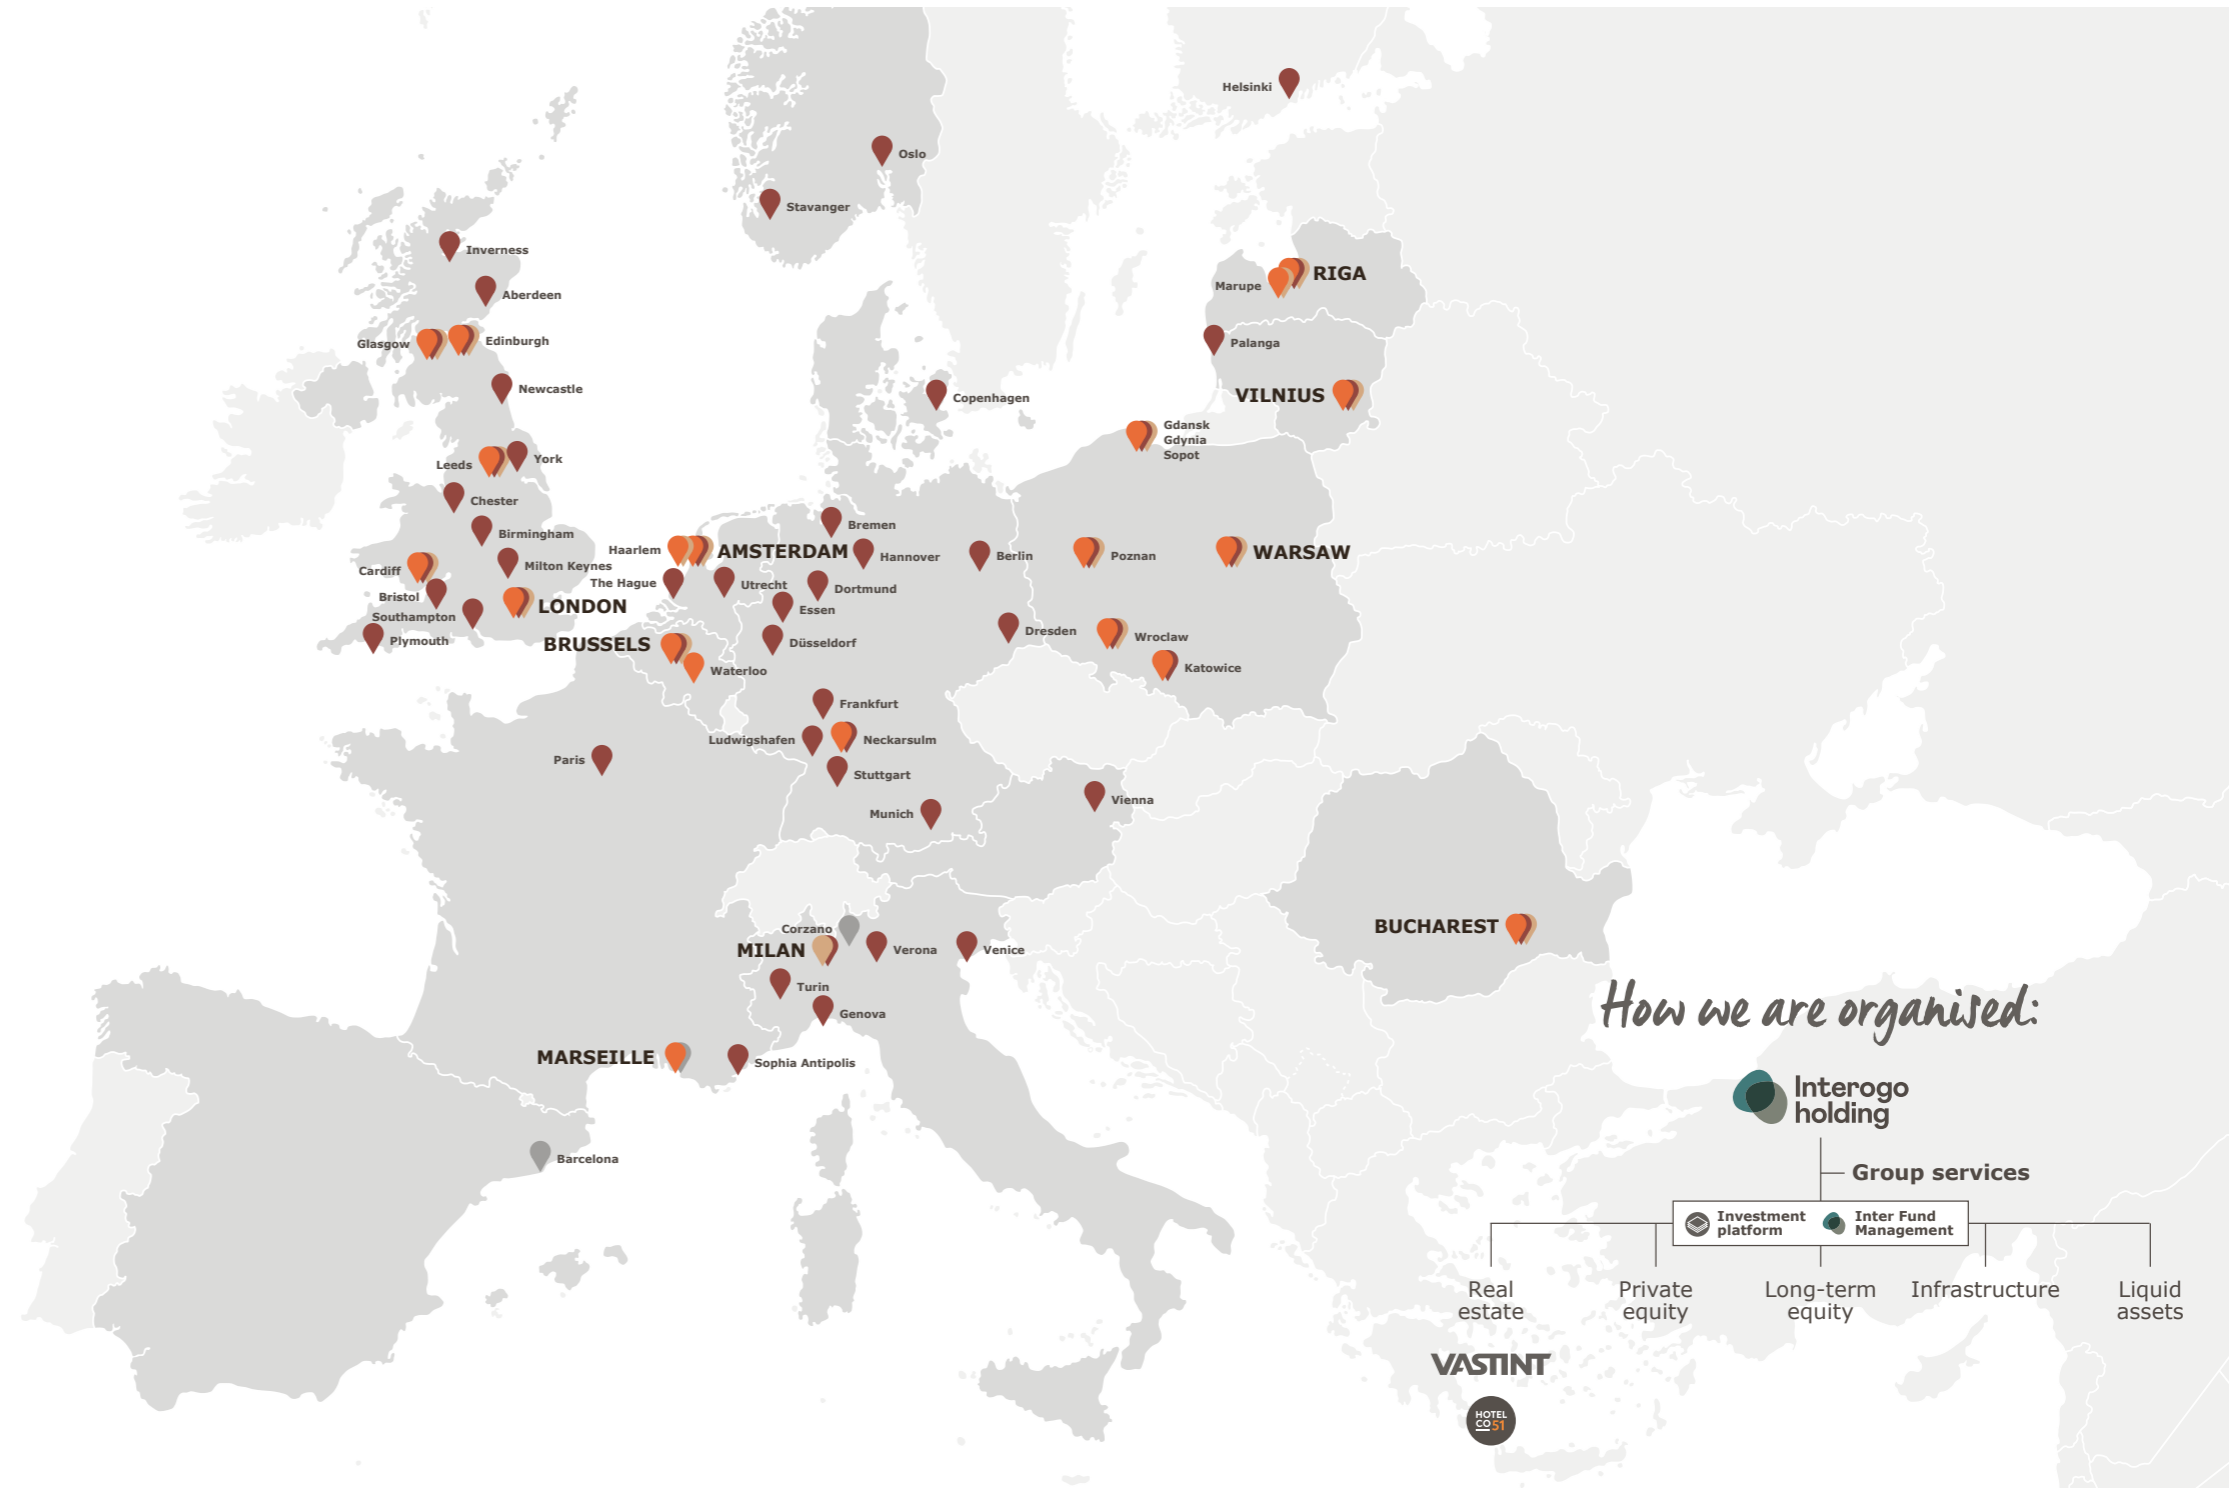 Helsinki
Oslo
Stavanger
Inverness
Aberdeen
RIGA
Marupe
Glasgow
Edinburgh
Palanga
Newcastle
Copenhagen
VILNIUS
Gdansk
Gdynia
Sopot
Leeds
York
Chester
Birmingham
Bremen
Haarlem
AMSTERDAM
Hannover
Berlin
Poznan
WARSAW
Milton Keynes
Cardiff
The Hague
Utrecht
Dortmund
Bristol
LONDON
Essen
Southampton
Plymouth
BRUSSELS
Düsseldorf
Dresden
Wroclaw
Waterloo
Katowice
Frankfurt
Ludwigshafen
Neckarsulm
Paris
Stuttgart
Vienna
Munich
Corzano
BUCHAREST
MILAN
Verona
Venice
Turin
Genova
MARSEILLE
Sophia Antipolis
Barcelona
How we are organised:
Interogo
holding
Group services
Investment
platform
Inter Fund
Management
Real
estate
Private
equity
Long-term
equity
Infrastructure
Liquid
assets
VASTINT
HOTEL
CO 51